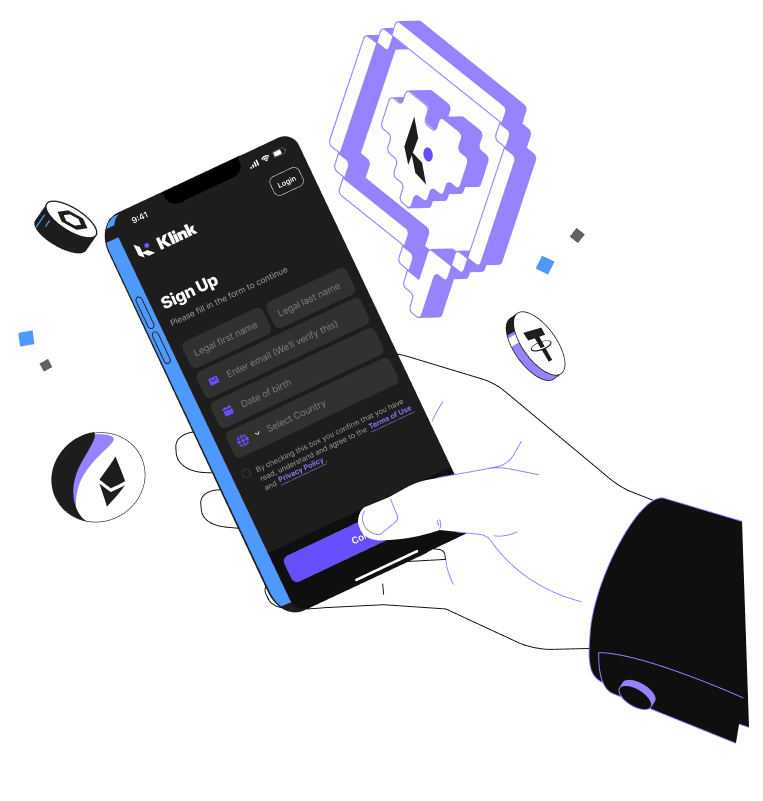 9:41
Login
Klink
Sign Up
Please fill in the form to continue
Legal first name
Legal last name
Enter email (We'll verify this)
Date of birth
Select Country
By checking this box you confirm that you have
read, understand and agree to the Terms of Use
and Privacy Policy.